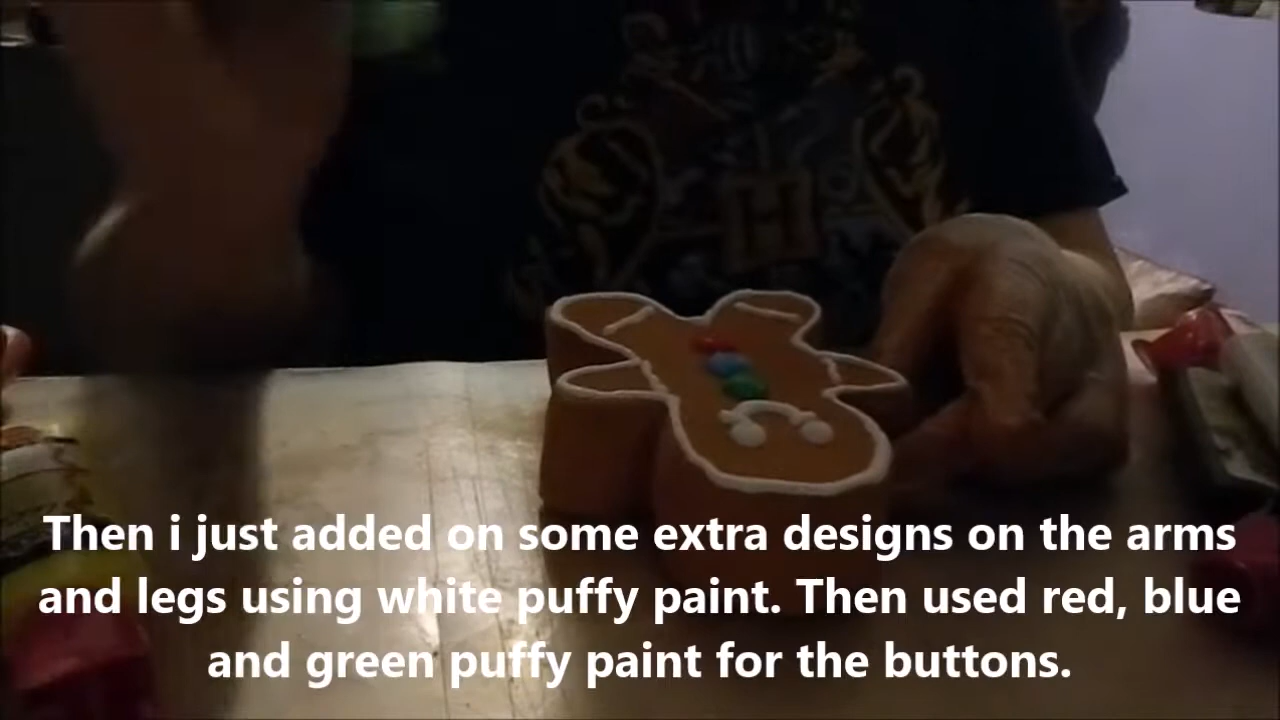 H
Then i just added on some extra designs on the arms
and legs using white puffy paint. Then used red, blue
and green puffy paint for the buttons.